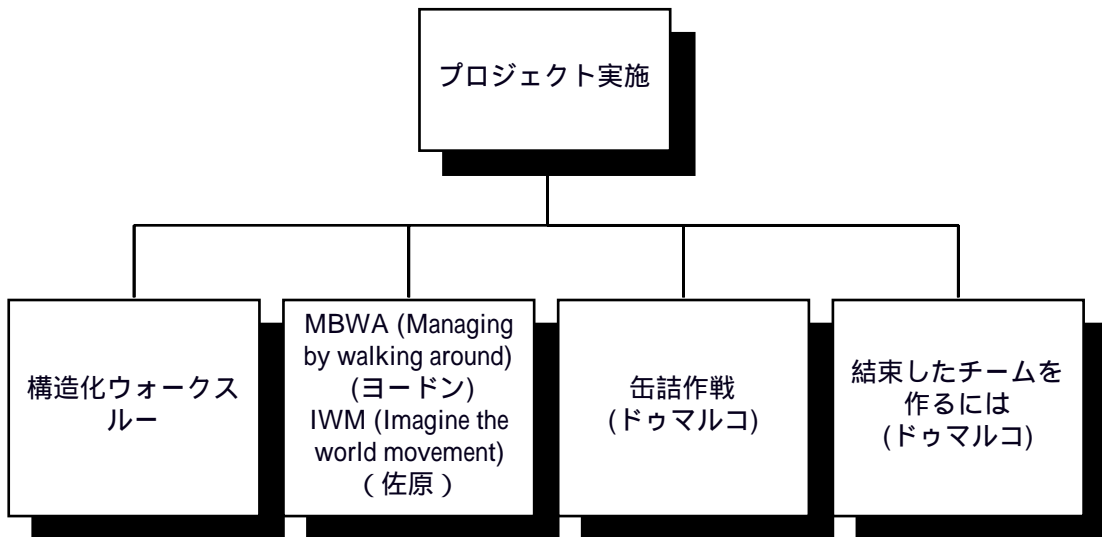 プロジェクト実施
構造化ウォークス
ルー
MBWA (Managing
by walking around)
(ヨードン)
IWM (Imagine the
world movement)
（佐原）
缶詰作戦
(ドゥマルコ)
結束したチームを
作るには
(ドゥマルコ)